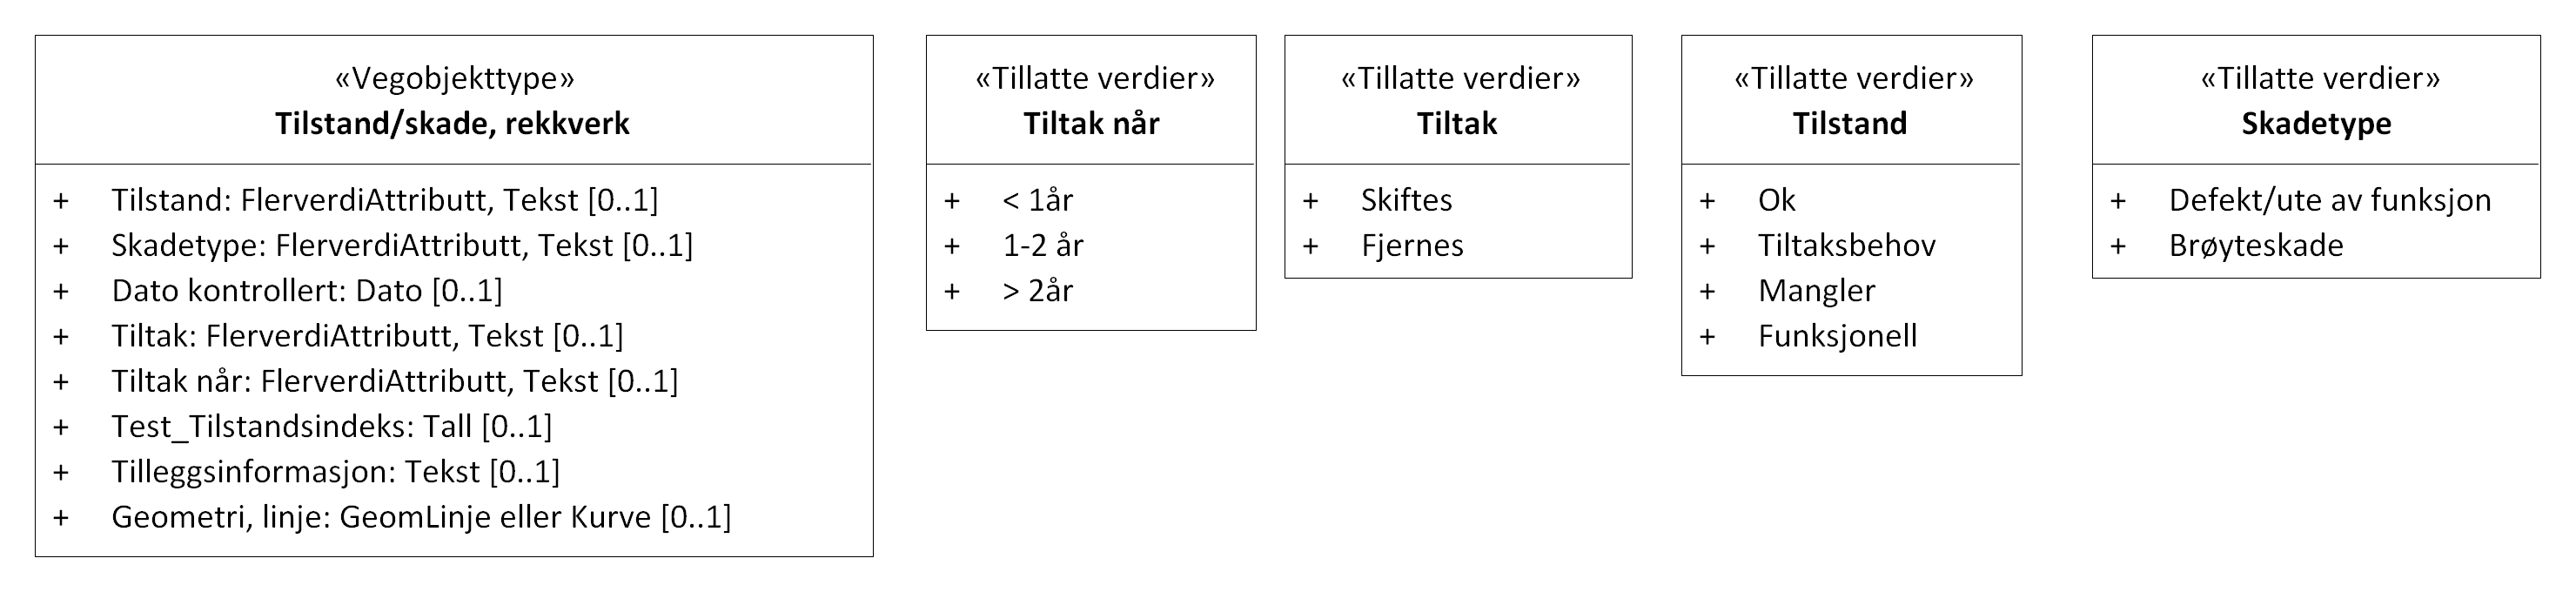 «Vegobjekttype»
Tilstand/skade, rekkverk
+ Tilstand: FlerverdiAttributt, Tekst [0..1]
+ Skadetype: FlerverdiAttributt, Tekst [0..1]
+ Dato kontrollert: Dato [0..1]
+ Tiltak: FlerverdiAttributt, Tekst [0..1]
+ Tiltak når: FlerverdiAttributt, Tekst [0..1]
+ Test_Tilstandsindeks: Tall [0..1]
+ Tilleggsinformasjon: Tekst [0..1]
+ Geometri, linje: GeomLinje eller Kurve [0..1]
«Tillatte verdier»
Tiltak når
+ < 1år
+ 1-2 år
+ > 2år
«Tillatte verdier»
Tiltak
+ Skiftes
+ Fjernes
«Tillatte verdier»
Tilstand
+ Ok
+ Tiltaksbehov
+ Mangler
+ Funksjonell
«Tillatte verdier»
Skadetype
+ Defekt/ute av funksjon
+ Brøyteskade